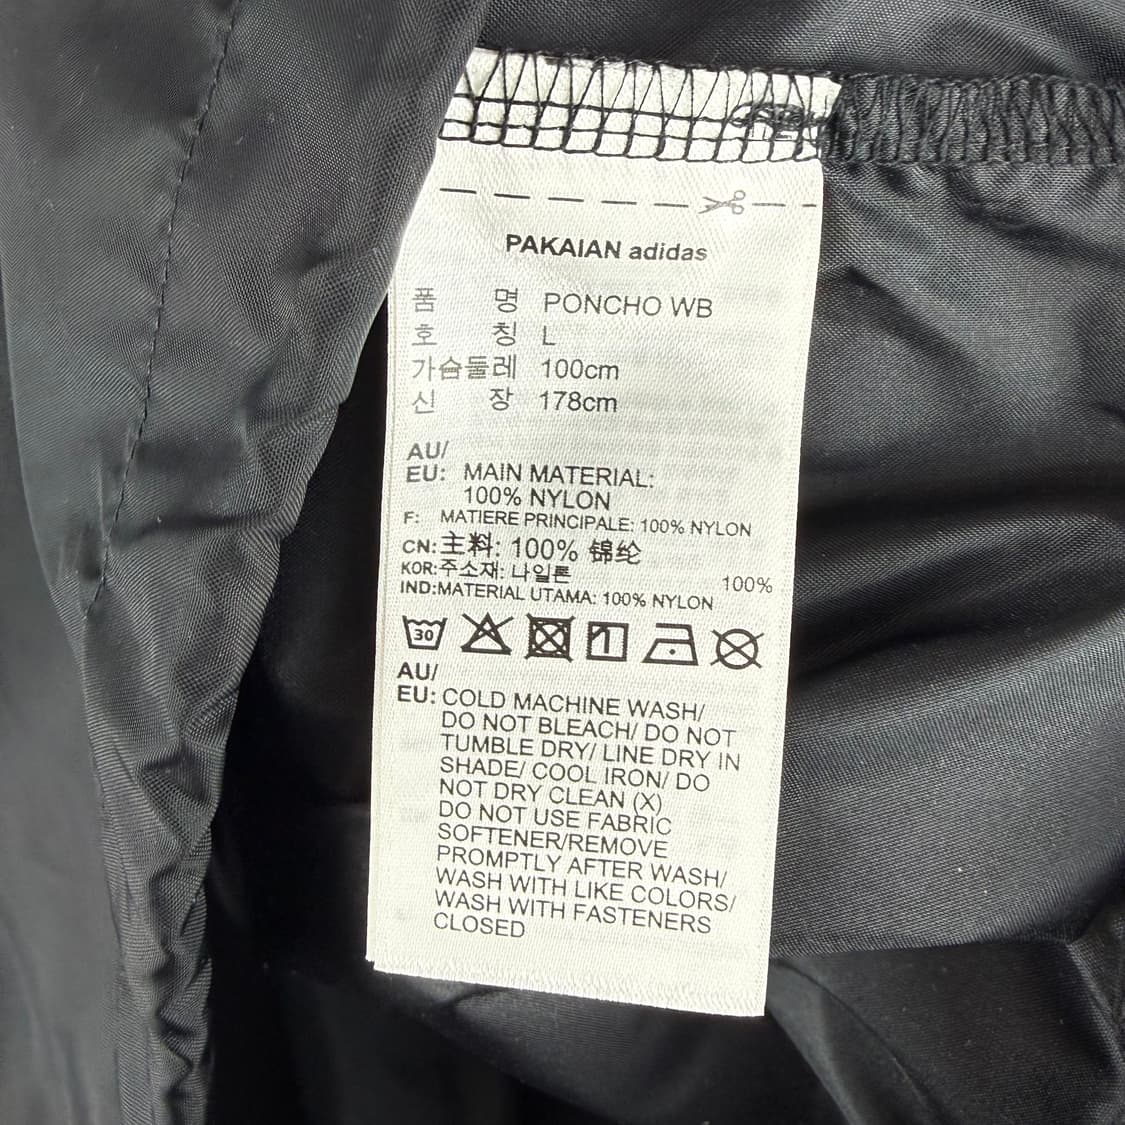 PAKAIAN adidas
품 명 PONCHO WB
호 칭 L
가슴둘레 100cm
신 장 178cm
AU/
EU: MAIN MATERIAL:
100% NYLON
F: MATIERE PRINCIPALE: 100% NYLON
CN: 主料: 100% 锦纶
KOR: 주소재: 나일론 100%
IND: MATERIAL UTAMA: 100% NYLON
30
AU/
EU: COLD MACHINE WASH/
DO NOT BLEACH/ DO NOT
TUMBLE DRY/ LINE DRY IN
SHADE/ COOL IRON/ DO
NOT DRY CLEAN (X)
DO NOT USE FABRIC
SOFTENER/REMOVE
PROMPTLY AFTER WASH/
WASH WITH LIKE COLORS/
WASH WITH FASTENERS
CLOSED